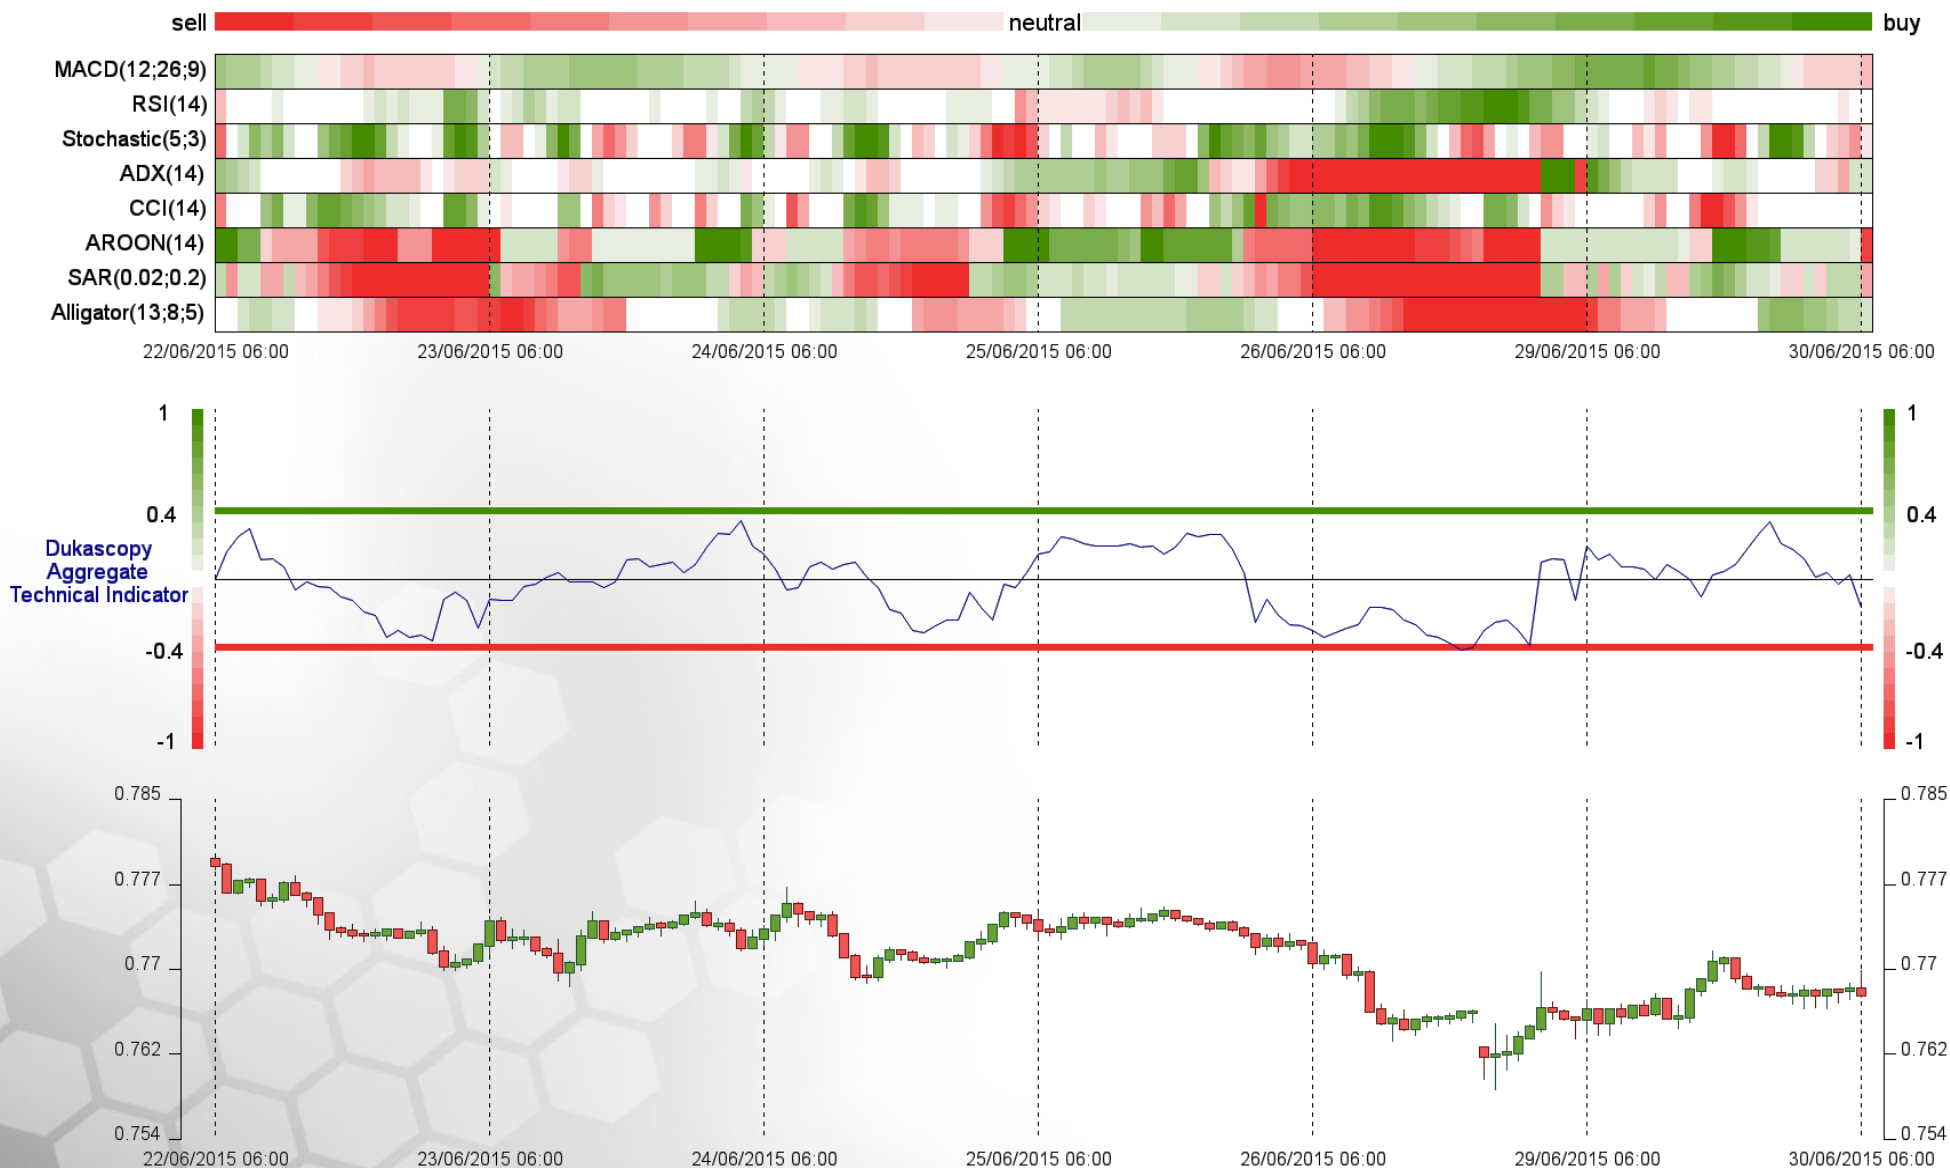 sell neutral buy
MACD(12;26;9)
RSI(14)
Stochastic(5;3)
ADX(14)
CCI(14)
AROON(14)
SAR(0.02;0.2)
Alligator(13;8;5)
22/06/2015 06:00 23/06/2015 06:00 24/06/2015 06:00 25/06/2015 06:00 26/06/2015 06:00 29/06/2015 06:00 30/06/2015 06:00
1 1
0.4 0.4
Dukascopy
Aggregate
Technical Indicator
-0.4 -0.4
-1 -1
0.785 0.785
0.777 0.777
0.77 0.77
0.762 0.762
0.754 0.754
22/06/2015 06:00 23/06/2015 06:00 24/06/2015 06:00 25/06/2015 06:00 26/06/2015 06:00 29/06/2015 06:00 30/06/2015 06:00